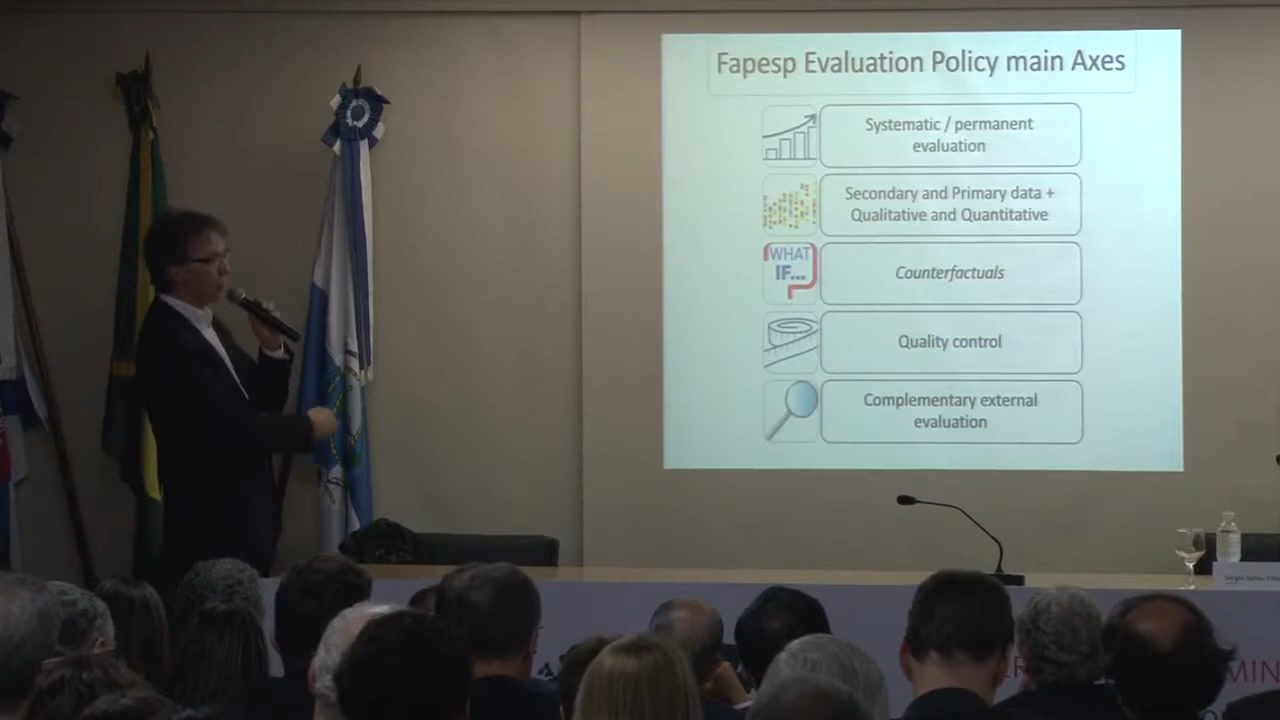 Fapesp Evaluation Policy main Axes
Systematic / permanent
evaluation
Secondary and Primary data +
Qualitative and Quantitative
WHAT
IF...
Counterfactuals
Quality control
Complementary external
evaluation